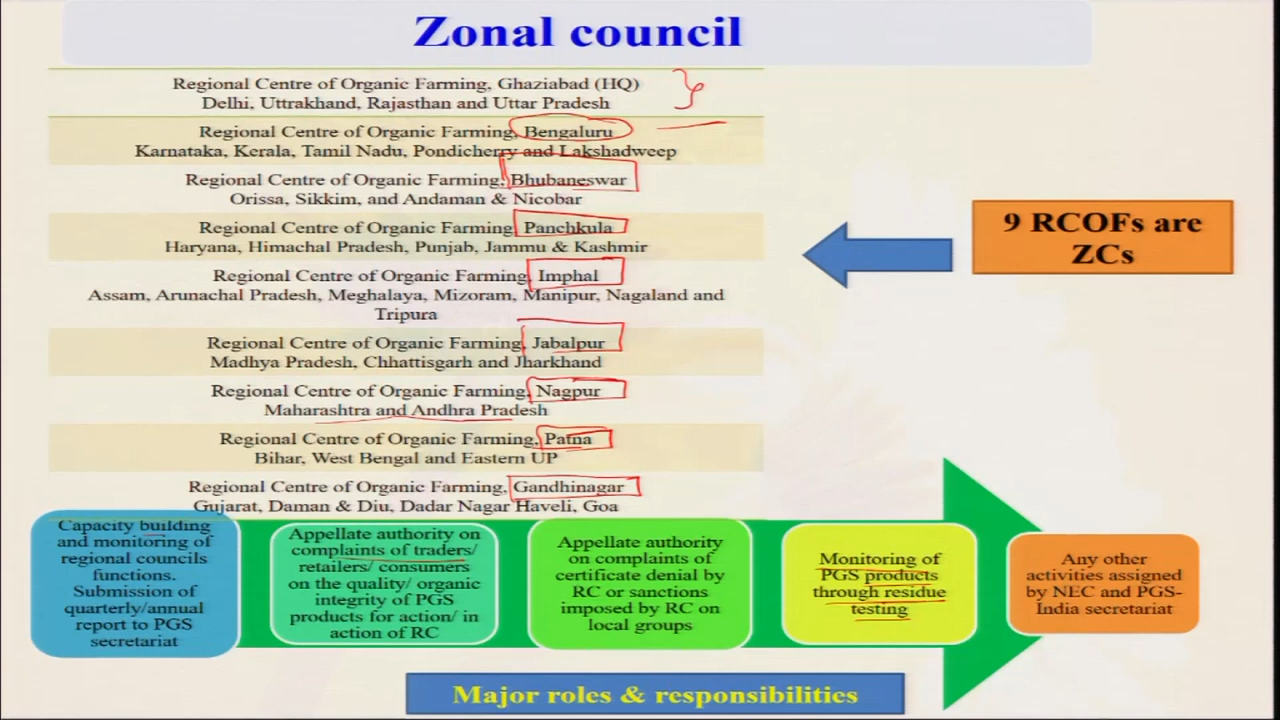 Zonal council
Regional Centre of Organic Farming, Ghaziabad (HQ)
Delhi, Uttrakhand, Rajasthan and Uttar Pradesh
Regional Centre of Organic Farming, Bengaluru
Karnataka, Kerala, Tamil Nadu, Pondicherry and Lakshadweep
Regional Centre of Organic Farming, Bhubaneswar
Orissa, Sikkim, and Andaman & Nicobar
Regional Centre of Organic Farming, Panchkula
Haryana, Himachal Pradesh, Punjab, Jammu & Kashmir
Regional Centre of Organic Farming, Imphal
Assam, Arunachal Pradesh, Meghalaya, Mizoram, Manipur, Nagaland and
Tripura
Regional Centre of Organic Farming, Jabalpur
Madhya Pradesh, Chhattisgarh and Jharkhand
Regional Centre of Organic Farming, Nagpur
Maharashtra and Andhra Pradesh
Regional Centre of Organic Farming, Patna
Bihar, West Bengal and Eastern UP
Regional Centre of Organic Farming, Gandhinagar
Gujarat, Daman & Diu, Dadar Nagar Haveli, Goa
9 RCOFs are
ZCs
Capacity building
and monitoring of
regional councils
functions.
Submission of
quarterly/annual
report to PGS
secretariat
Appellate authority on
complaints of traders/
retailers/ consumers
on the quality/ organic
integrity of PGS
products for action/ in
action of RC
Appellate authority
on complaints of
certificate denial by
RC or sanctions
imposed by RC on
local groups
Monitoring of
PGS products
through residue
testing
Any other
activities assigned
by NEC and PGS-
India secretariat
Major roles & responsibilities